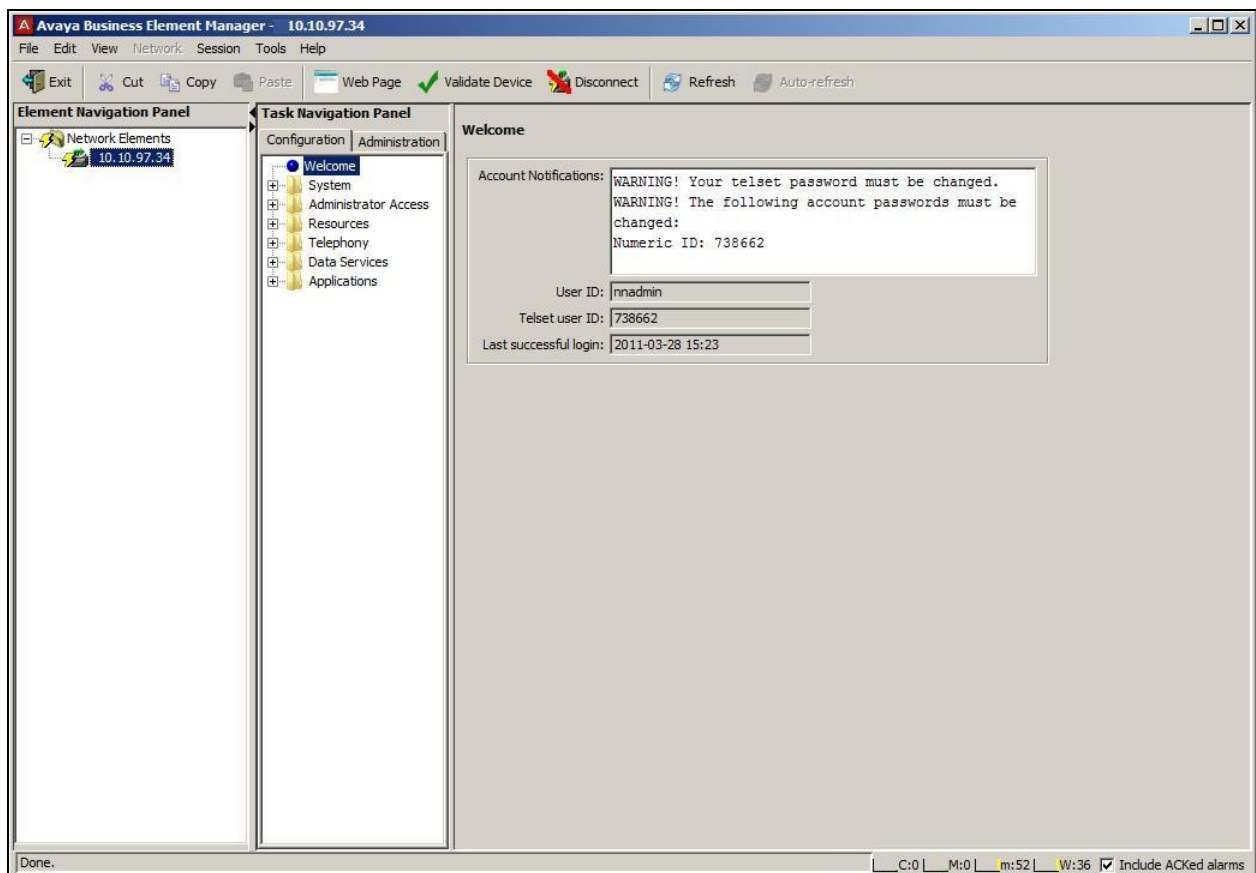 Avaya Business Element Manager - 10.10.97.34
File Edit View Network Session Tools Help
Exit Cut Copy Paste Web Page Validate Device Disconnect Refresh Auto-refresh
Element Navigation Panel
Network Elements
10.10.97.34
Task Navigation Panel
Configuration Administration
Welcome
System
Administrator Access
Resources
Telephony
Data Services
Applications
Welcome
Account Notifications:
WARNING! Your telset password must be changed.
WARNING! The following account passwords must be
changed:
Numeric ID: 738662
User ID: nnadmin
Telset user ID: 738662
Last successful login: 2011-03-28 15:23
Done.
C:0 M:0 m:52 W:36 Include ACKed alarms